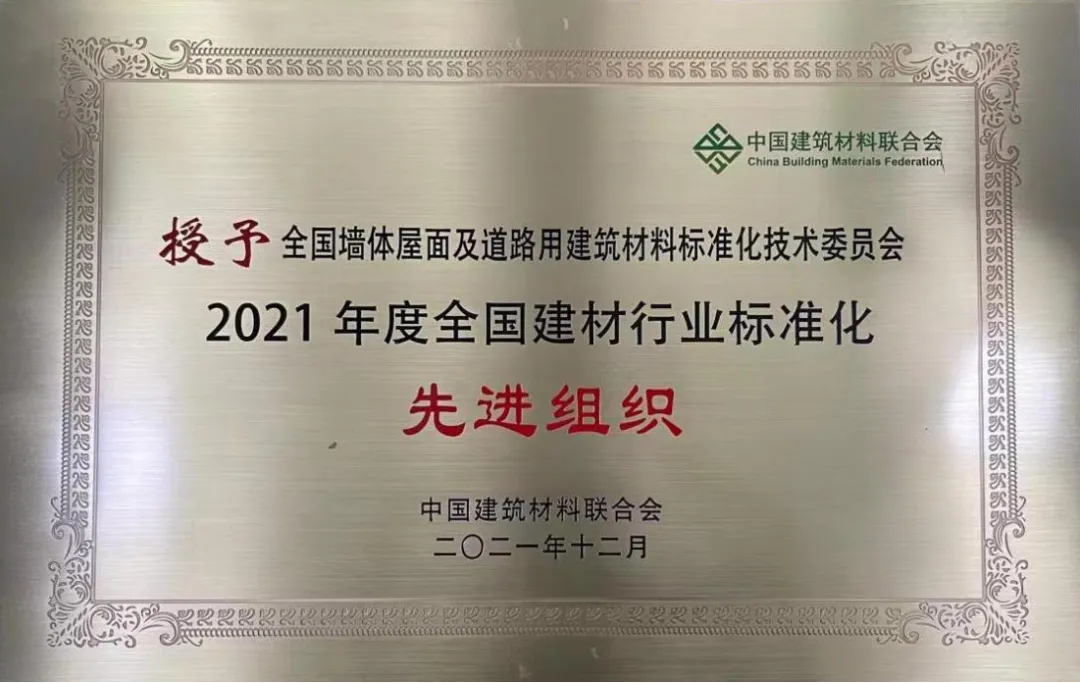 中国建筑材料联合会
China Building Materials Federation
授予 全国墙体屋面及道路用建筑材料标准化技术委员会
2021 年度全国建材行业标准化
先进组织
中国建筑材料联合会
二〇二一年十二月